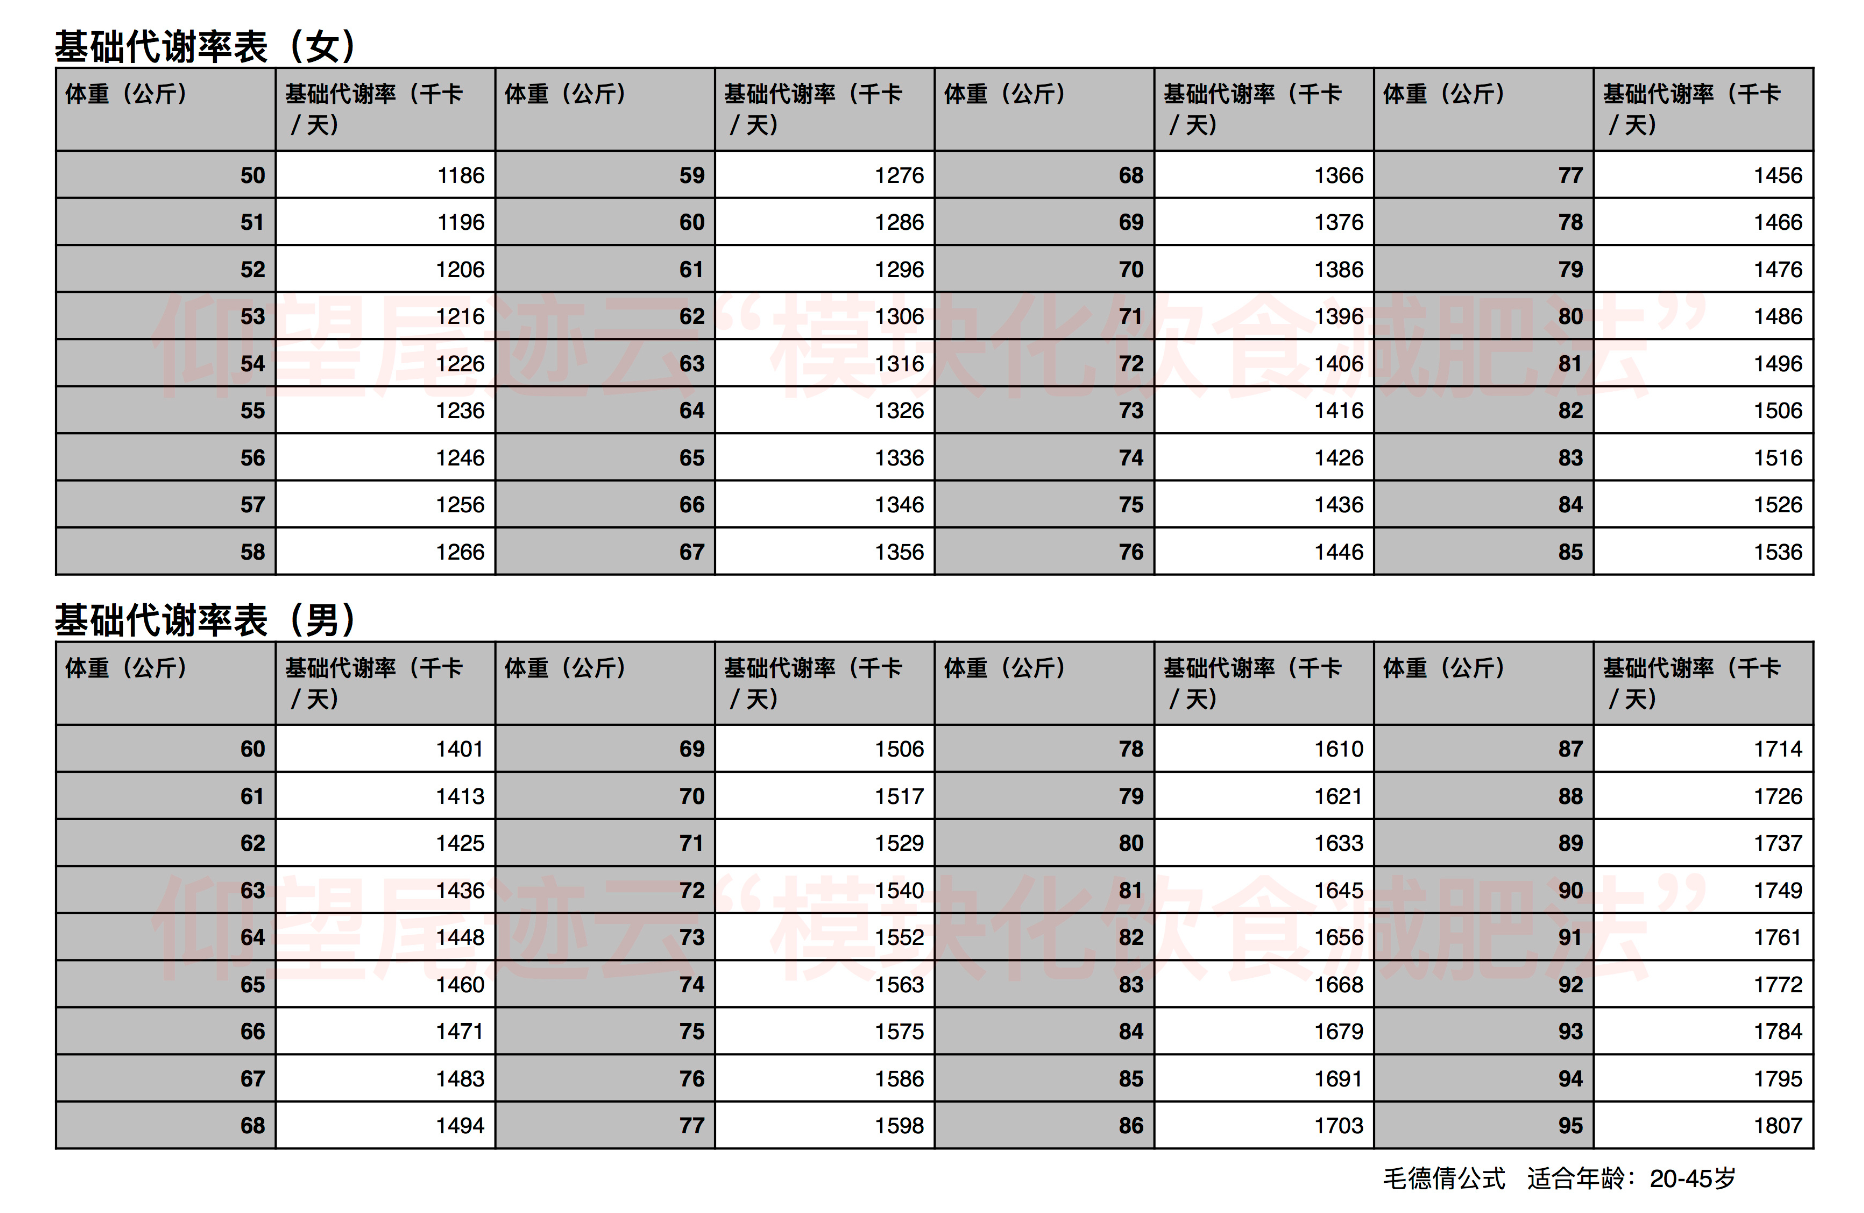 基础代谢率表（女）
体重（公斤） 基础代谢率（千卡／天） 体重（公斤） 基础代谢率（千卡／天） 体重（公斤） 基础代谢率（千卡／天） 体重（公斤） 基础代谢率（千卡／天）
50 1186 59 1276 68 1366 77 1456
51 1196 60 1286 69 1376 78 1466
52 1206 61 1296 70 1386 79 1476
53 1216 62 1306 71 1396 80 1486
54 1226 63 1316 72 1406 81 1496
55 1236 64 1326 73 1416 82 1506
56 1246 65 1336 74 1426 83 1516
57 1256 66 1346 75 1436 84 1526
58 1266 67 1356 76 1446 85 1536
仰望尾迹云“模块化饮食减肥法”
基础代谢率表（男）
体重（公斤） 基础代谢率（千卡／天） 体重（公斤） 基础代谢率（千卡／天） 体重（公斤） 基础代谢率（千卡／天） 体重（公斤） 基础代谢率（千卡／天）
60 1401 69 1506 78 1610 87 1714
61 1413 70 1517 79 1621 88 1726
62 1425 71 1529 80 1633 89 1737
63 1436 72 1540 81 1645 90 1749
64 1448 73 1552 82 1656 91 1761
65 1460 74 1563 83 1668 92 1772
66 1471 75 1575 84 1679 93 1784
67 1483 76 1586 85 1691 94 1795
68 1494 77 1598 86 1703 95 1807
仰望尾迹云“模块化饮食减肥法”
毛德倩公式 适合年龄：20-45岁